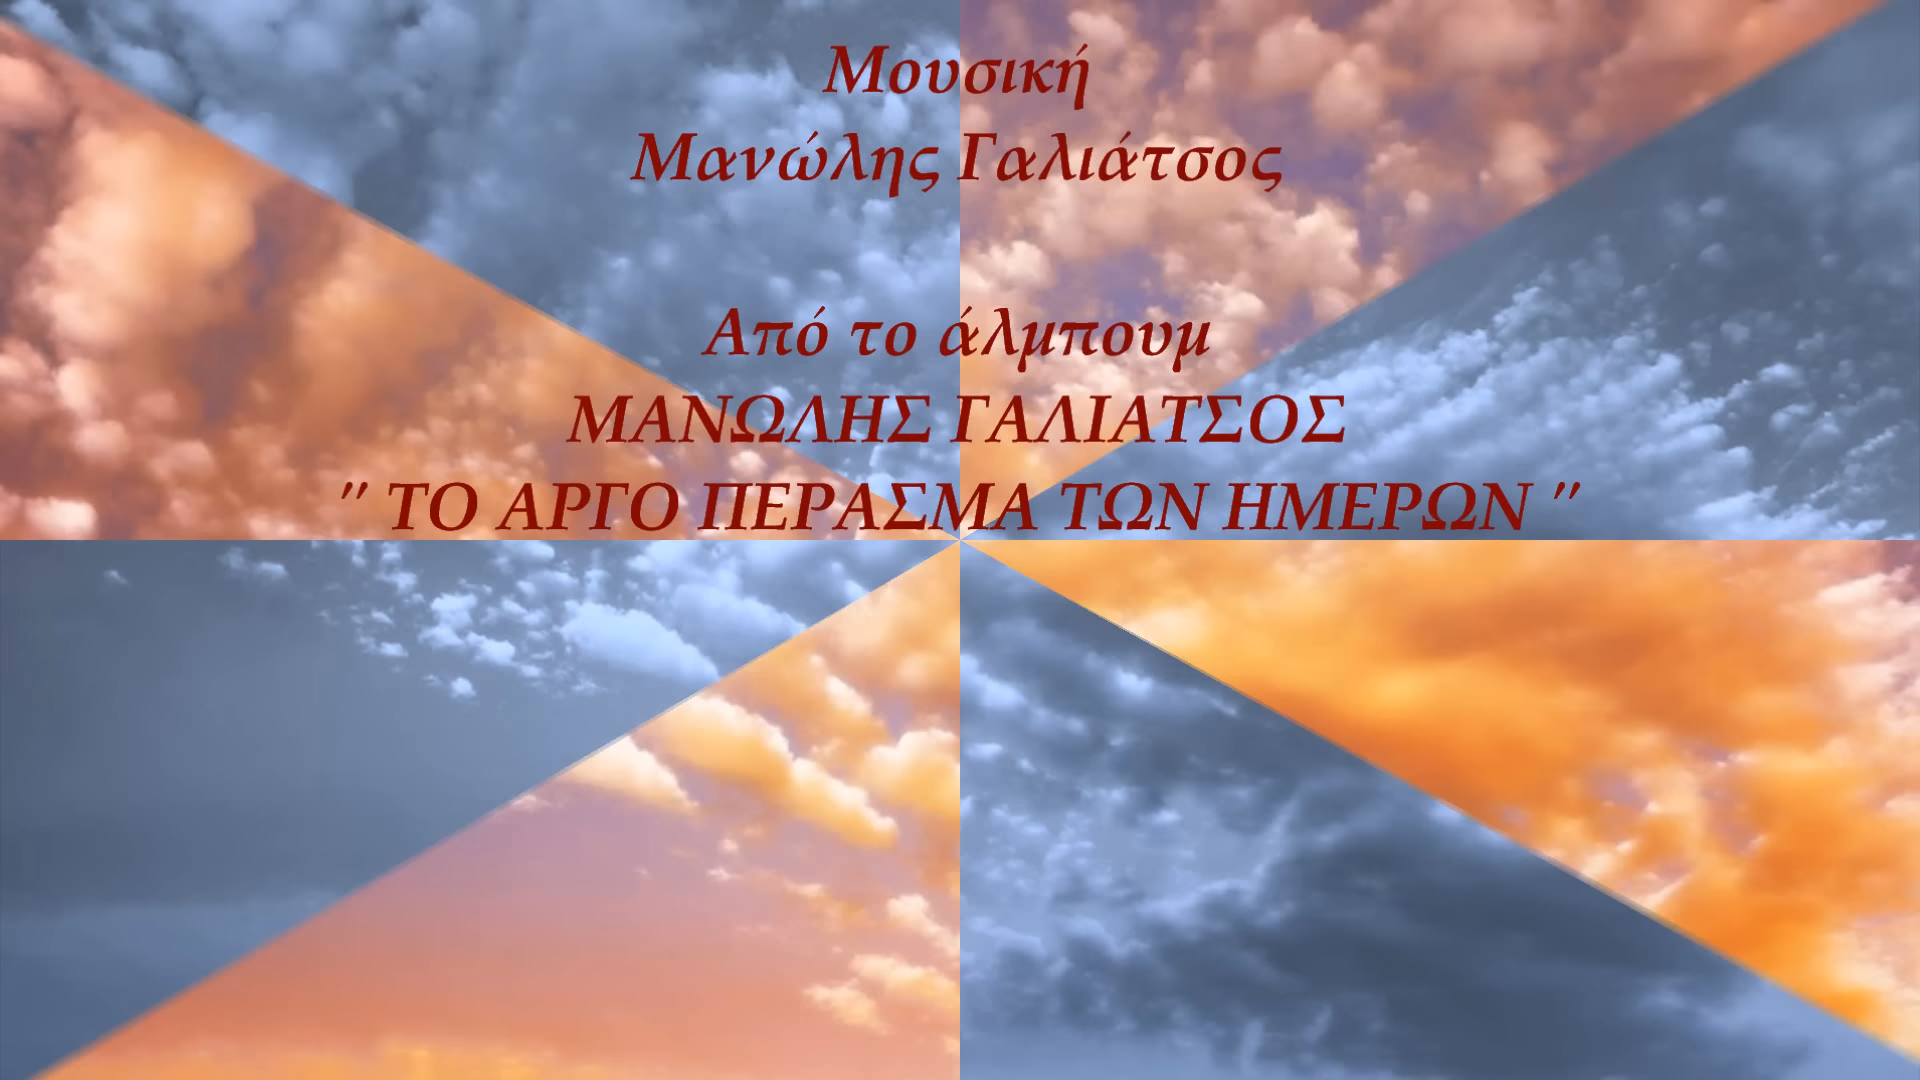 Μουσική
Μανώλης Γαλιάτσος
Από το άλμπουμ
ΜΑΝΩΛΗΣ ΓΑΛΙΑΤΣΟΣ
" ΤΟ ΑΡΓΟ ΠΕΡΑΣΜΑ ΤΩΝ ΗΜΕΡΩΝ "